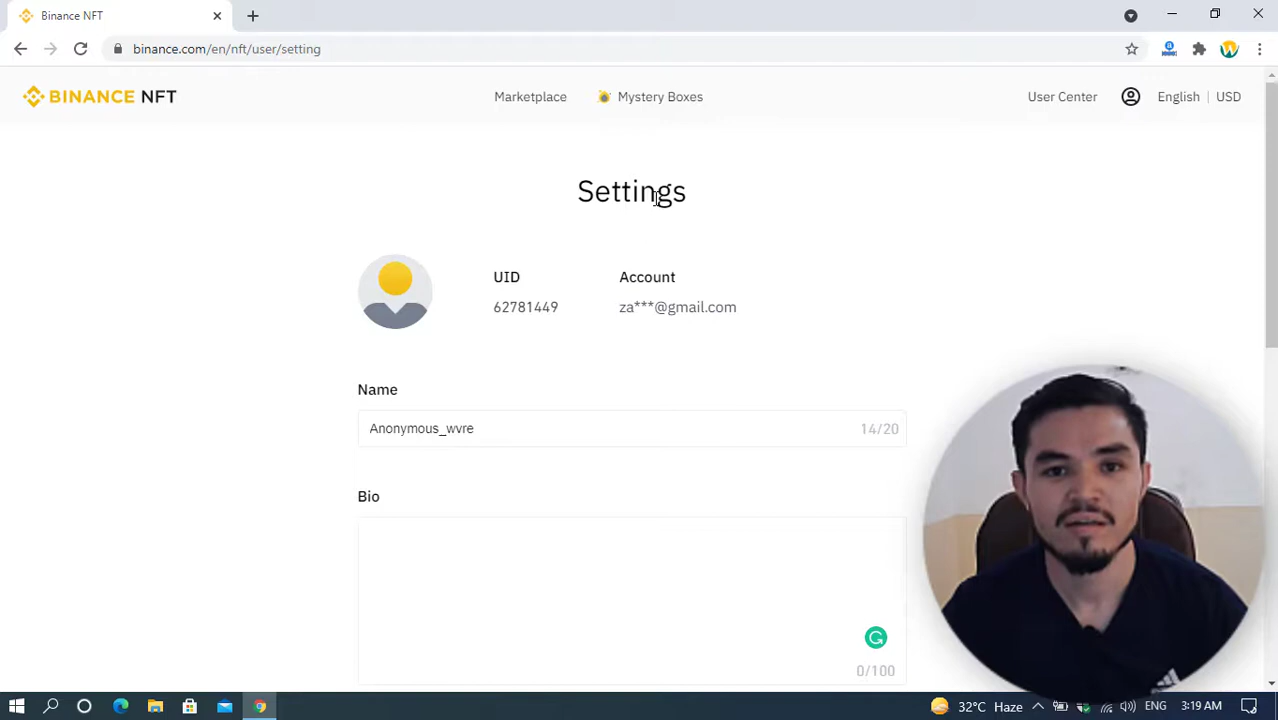 Binance NFT
binance.com/en/nft/user/setting
BINANCE NFT
Marketplace
Mystery Boxes
User Center
English | USD
Settings
UID
Account
62781449
za***@gmail.com
Name
Anonymous_wvre
14/20
Bio
0/100
32°C Haze
ENG
3:19 AM